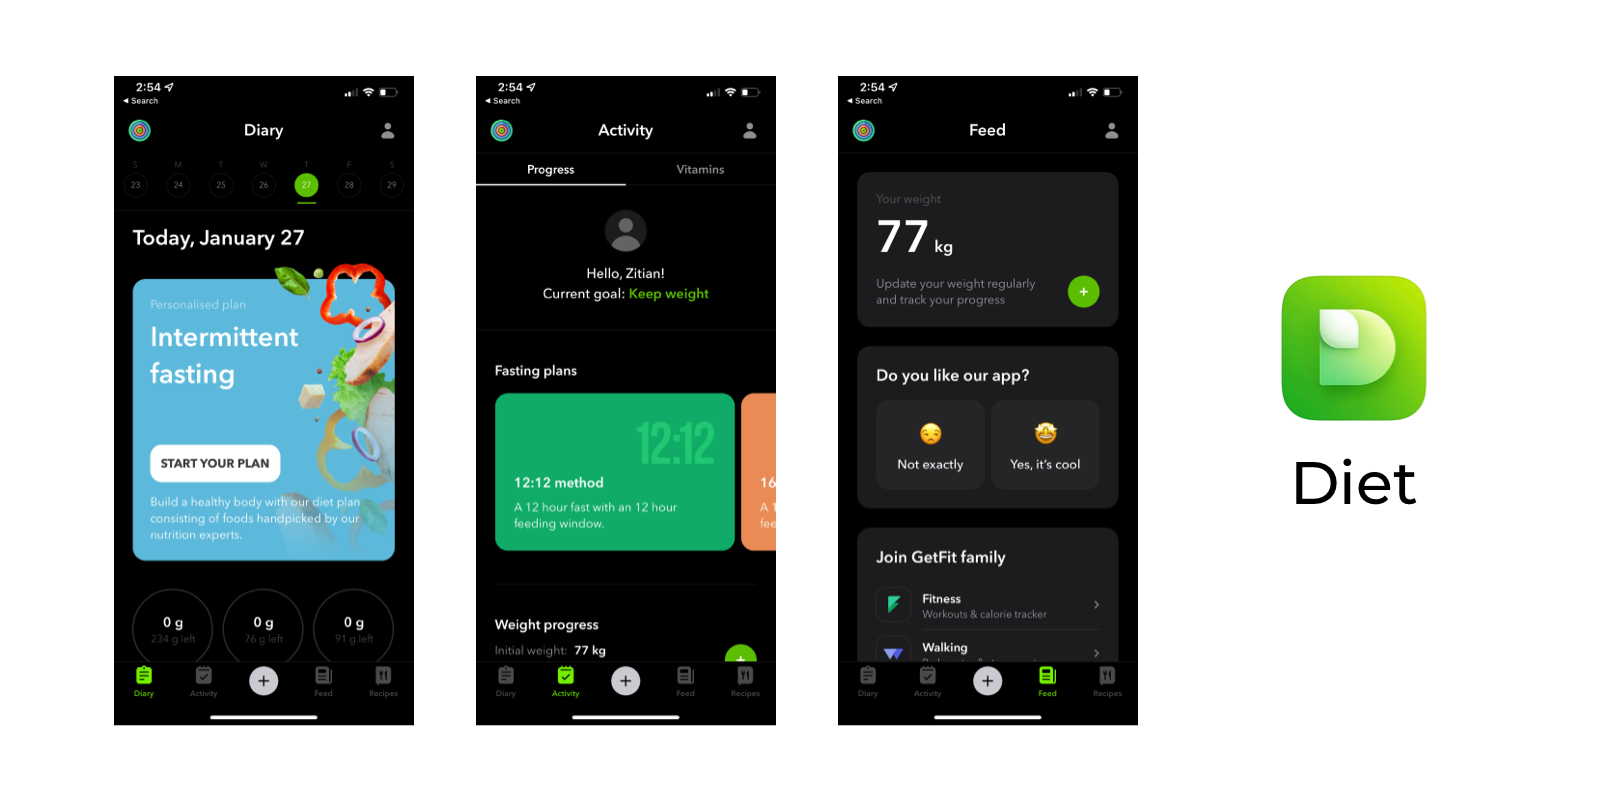 2:54
Search
Diary
S M T W T F S
23 24 25 26 27 28 29
Today, January 27
Personalised plan
Intermittent
fasting
START YOUR PLAN
Build a healthy body with our diet plan
consisting of foods handpicked by our
nutrition experts.
0 g 0 g 0 g
234 g left 76 g left 91 g left
Diary Activity Feed Recipes
2:54
Search
Activity
Progress Vitamins
Hello, Zitian!
Current goal: Keep weight
Fasting plans
12:12
12:12 method
A 12 hour fast with an 12 hour
feeding window.
16
A 1
fee
Weight progress
Initial weight: 77 kg
Diary Activity Feed Recipes
2:54
Search
Feed
Your weight
77 kg
Update your weight regularly
and track your progress
Do you like our app?
Not exactly Yes, it's cool
Join GetFit family
Fitness
Workouts & calorie tracker
Walking
Diary Activity Feed Recipes
Diet